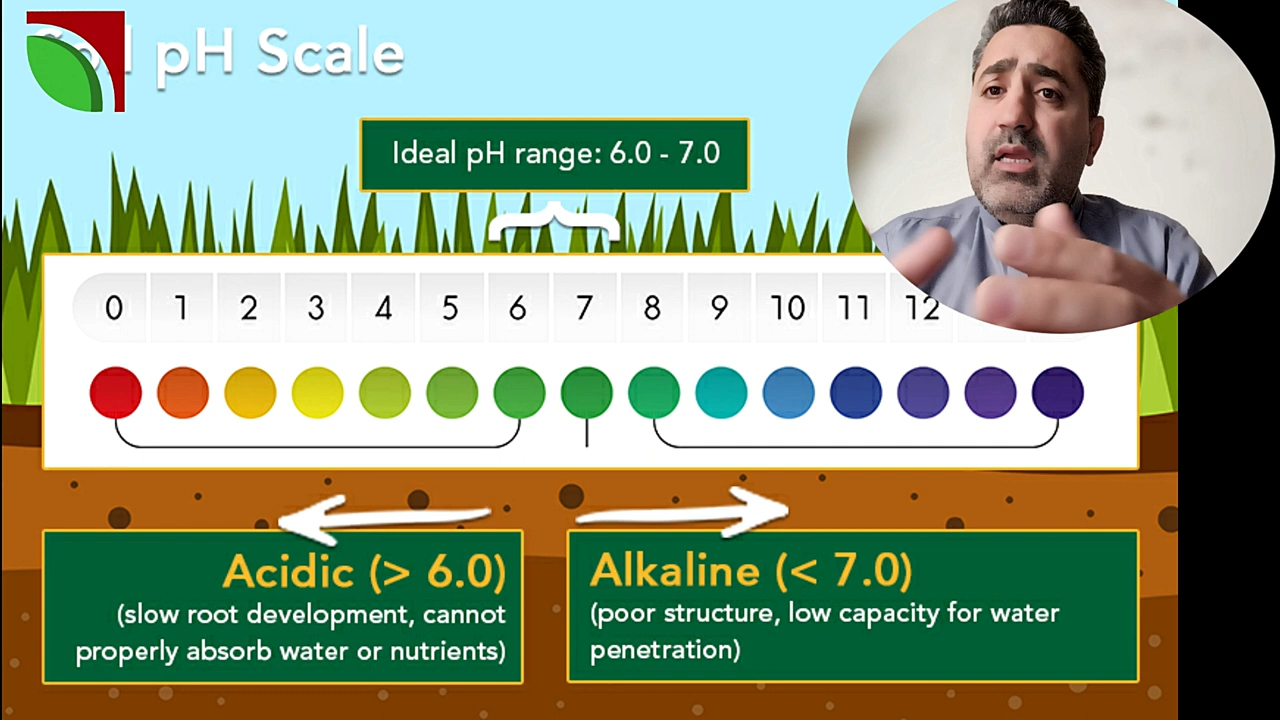 pH Scale
Ideal pH range: 6.0 - 7.0
0 1 2 3 4 5 6 7 8 9 10 11 12
Acidic (> 6.0)
(slow root development, cannot
properly absorb water or nutrients)
Alkaline (< 7.0)
(poor structure, low capacity for water
penetration)